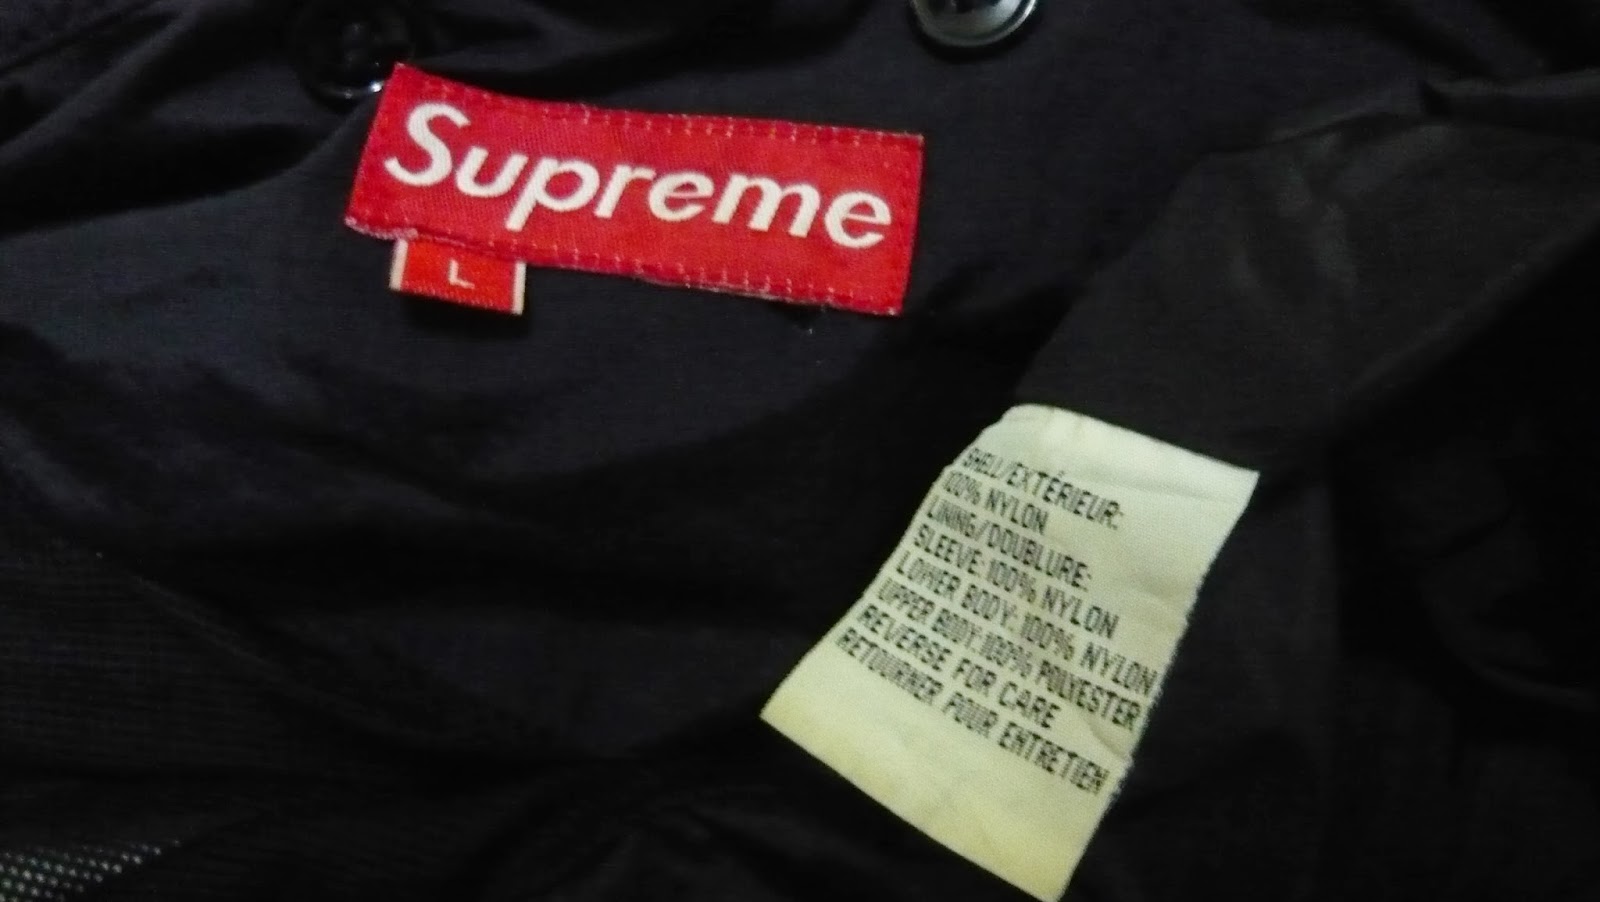 Supreme
L
SHELL/EXTÉRIEUR:
100% NYLON
LINING/DOUBLURE:
SLEEVE:100% NYLON
LOWER BODY:100% NYLON
UPPER BODY:100% POLYESTER
REVERSE FOR CARE
RETOURNER POUR ENTRETIEN